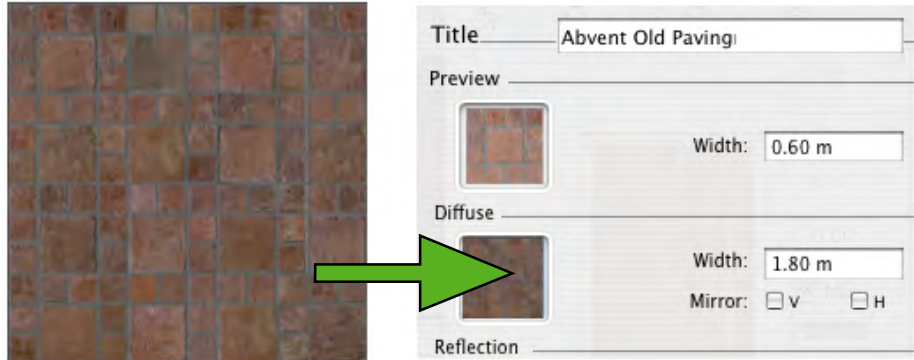 Title Abvent Old Paving
Preview
Width: 0.60 m
Diffuse
Width: 1.80 m
Mirror: V H
Reflection